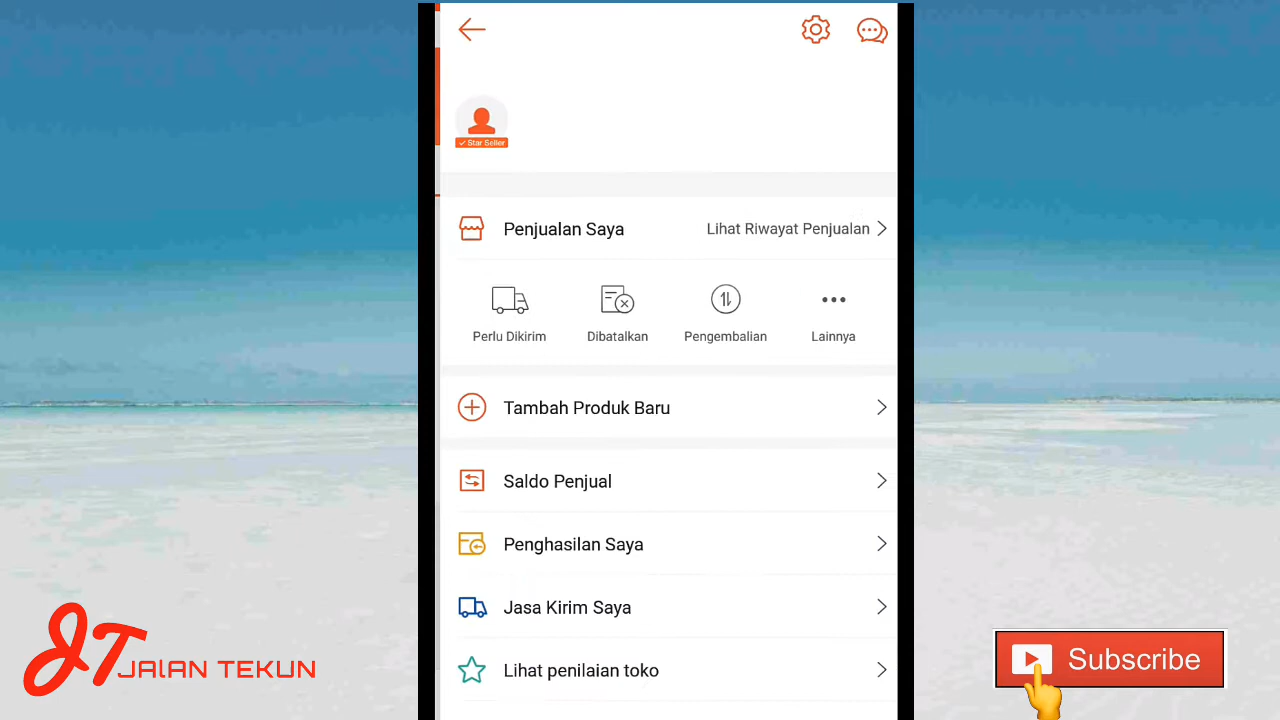 ✓ Star Seller
Penjualan Saya
Lihat Riwayat Penjualan
Perlu Dikirim
Dibatalkan
Pengembalian
Lainnya
Tambah Produk Baru
Saldo Penjual
Penghasilan Saya
Jasa Kirim Saya
Lihat penilaian toko
JT JALAN TEKUN
Subscribe